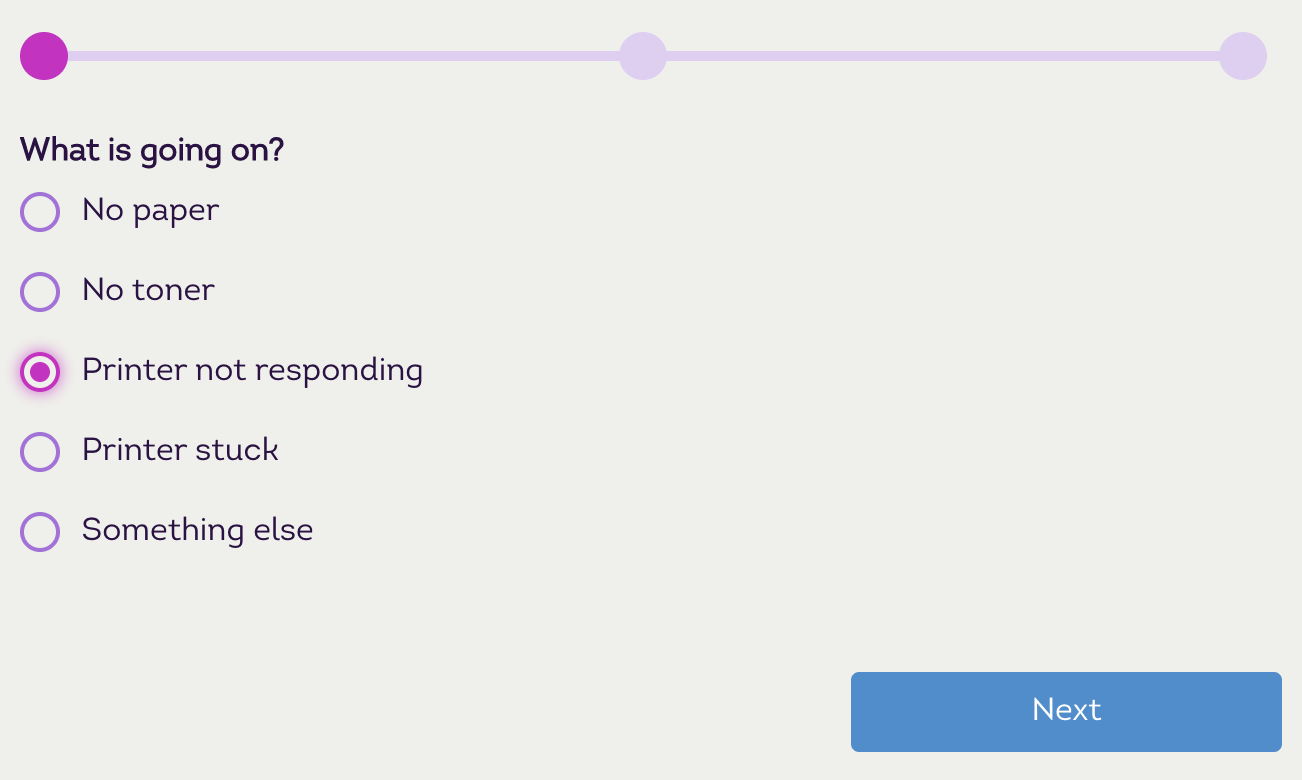 What is going on?
No paper
No toner
Printer not responding
Printer stuck
Something else
Next